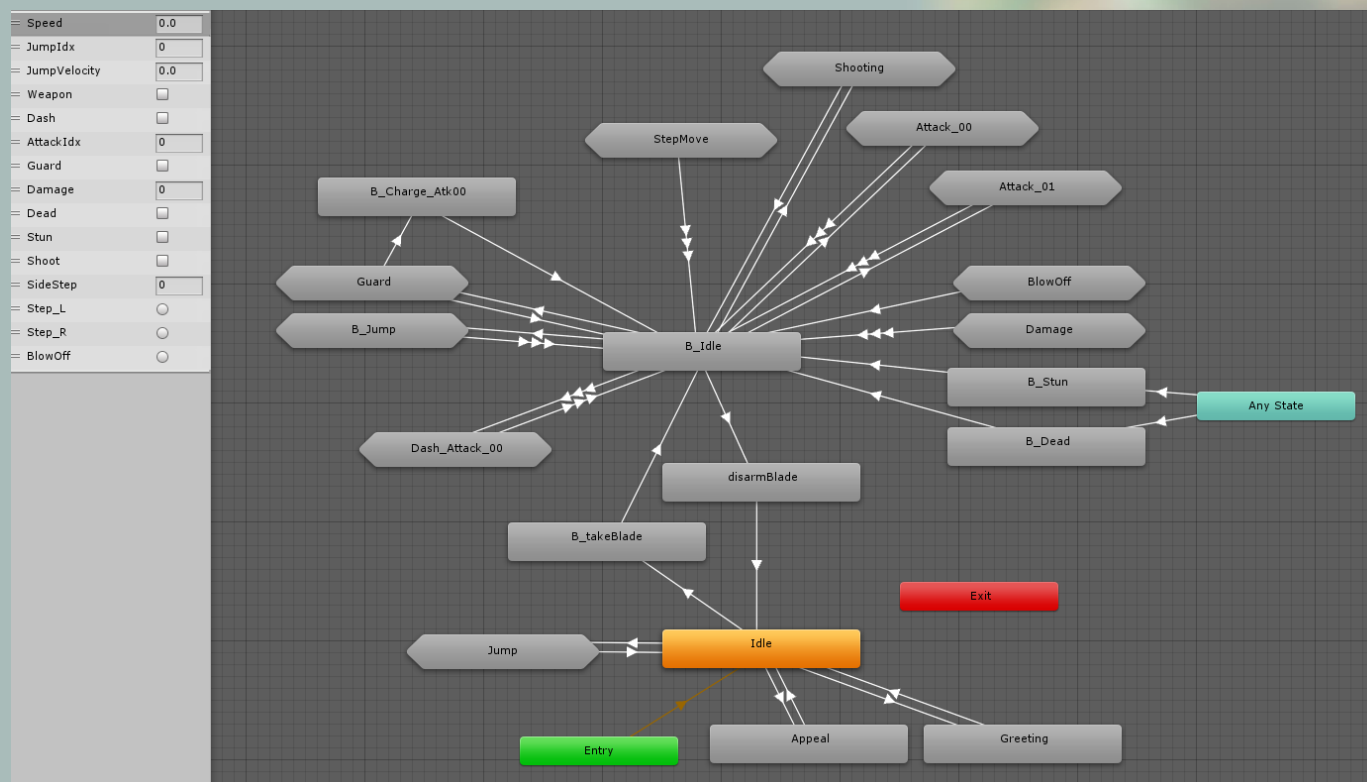 Speed 0.0
JumpIdx 0
JumpVelocity 0.0
Weapon
Dash
AttackIdx 0
Guard
Damage 0
Dead
Stun
Shoot
SideStep 0
Step_L
Step_R
BlowOff
Shooting
Attack_00
StepMove
Attack_01
B_Charge_Atk00
Guard
BlowOff
B_Jump
Damage
B_Idle
B_Stun
Any State
B_Dead
Dash_Attack_00
disarmBlade
B_takeBlade
Exit
Idle
Jump
Appeal
Greeting
Entry